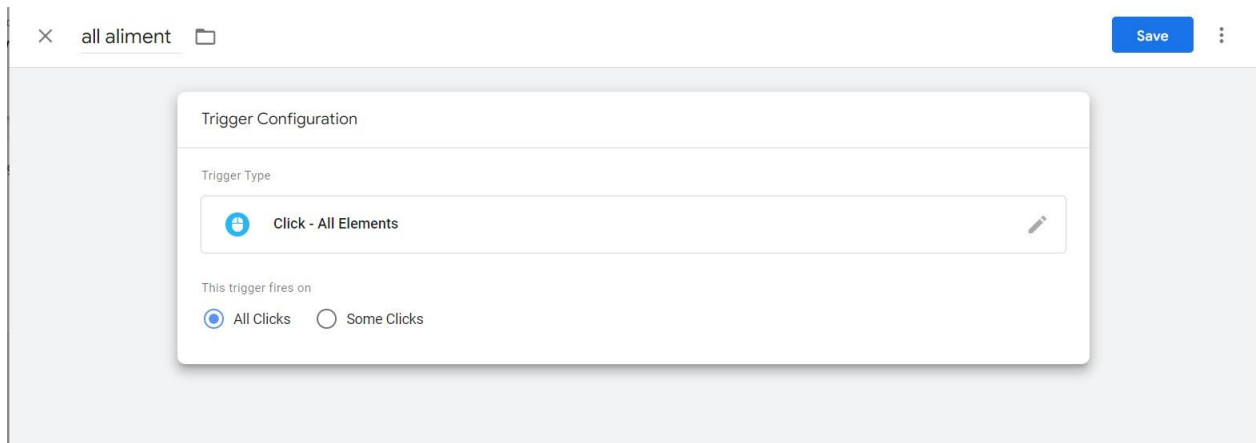 all aliment
Save
Trigger Configuration
Trigger Type
Click - All Elements
This trigger fires on
All Clicks Some Clicks